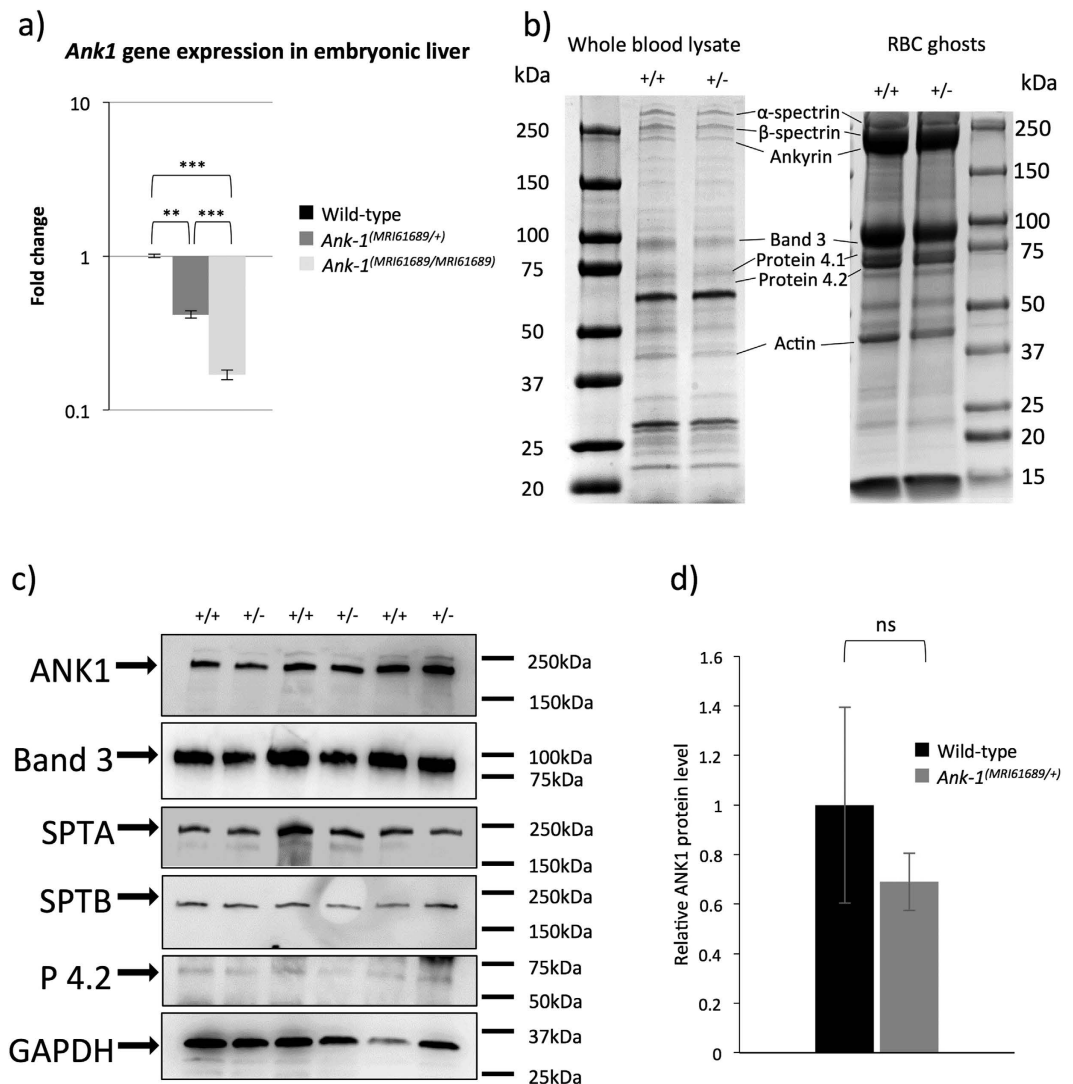 a)
Ank1 gene expression in embryonic liver
Fold change
10
1
0.1
***
** ***
Wild-type
Ank-1(MRI61689/+)
Ank-1(MRI61689/MRI61689)
b)
Whole blood lysate
RBC ghosts
kDa
+/+ +/-
+/+ +/-
kDa
250
150
100
75
50
37
25
20
α-spectrin
β-spectrin
Ankyrin
Band 3
Protein 4.1
Protein 4.2
Actin
250
150
100
75
50
37
25
20
15
c)
+/+ +/- +/+ +/- +/+ +/-
ANK1
250kDa
150kDa
Band 3
100kDa
75kDa
SPTA
250kDa
150kDa
SPTB
250kDa
150kDa
P 4.2
75kDa
50kDa
GAPDH
37kDa
25kDa
d)
ns
Relative ANK1 protein level
1.6
1.4
1.2
1
0.8
0.6
0.4
0.2
0
Wild-type
Ank-1(MRI61689/+)